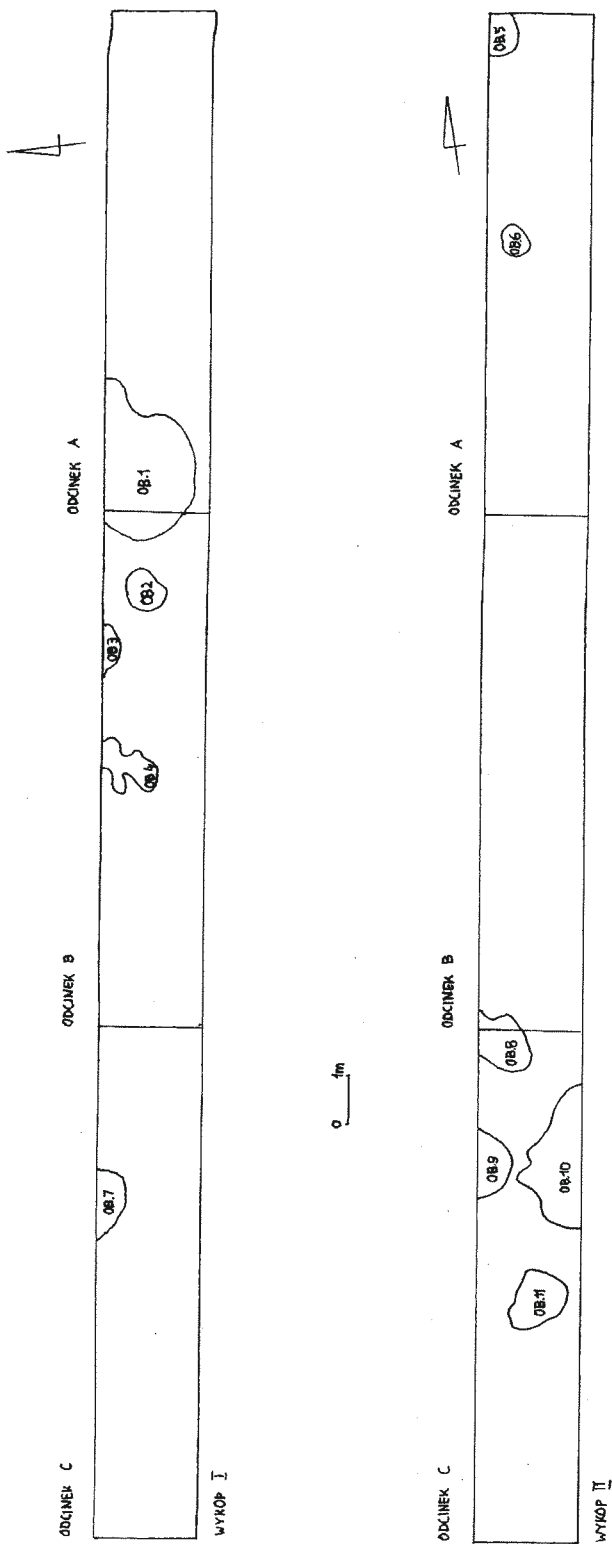 ODCINEK C
ODCINEK B
ODCINEK A
OB.7
OB.4
OB.3
OB.2
OB.1
WYKOP I
0 1m
ODCINEK C
ODCINEK B
ODCINEK A
OB.11
OB.9
OB.10
OB.8
OB.6
OB.5
WYKOP II